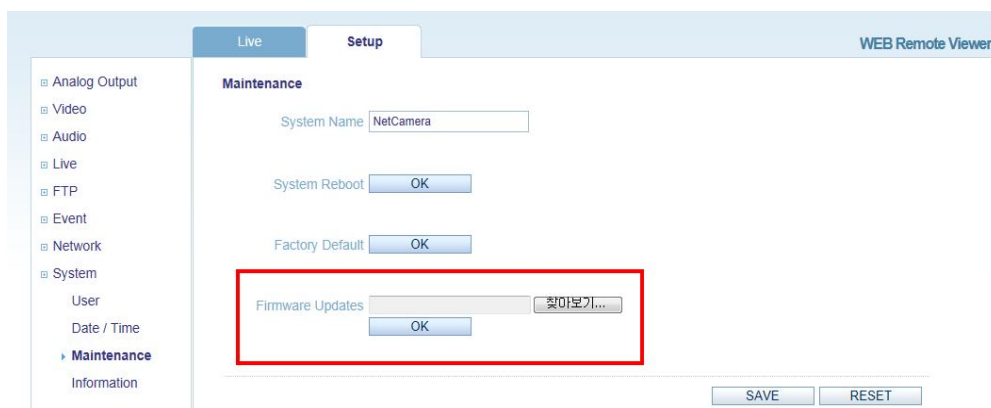 Live
Setup
WEB Remote Viewer
Analog Output
Video
Audio
Live
FTP
Event
Network
System
User
Date / Time
Maintenance
Information
Maintenance
System Name NetCamera
System Reboot OK
Factory Default OK
Firmware Updates 찾아보기...
OK
SAVE RESET